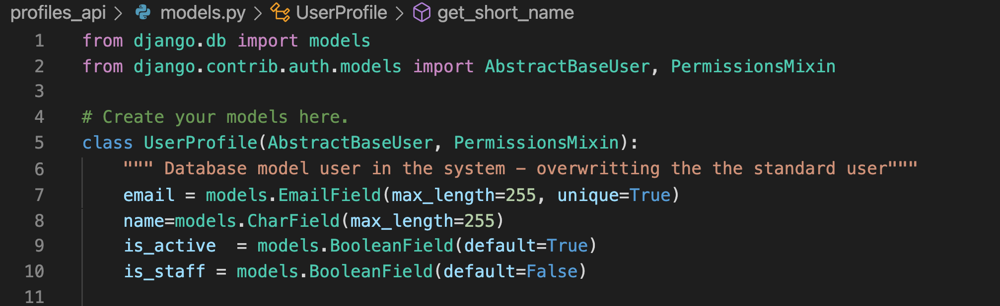 profiles_api > models.py > UserProfile > get_short_name
1 from django.db import models
2 from django.contrib.auth.models import AbstractBaseUser, PermissionsMixin
3
4 # Create your models here.
5 class UserProfile(AbstractBaseUser, PermissionsMixin):
6     """ Database model user in the system - overwritting the the standard user"""
7     email = models.EmailField(max_length=255, unique=True)
8     name=models.CharField(max_length=255)
9     is_active  = models.BooleanField(default=True)
10     is_staff = models.BooleanField(default=False)
11